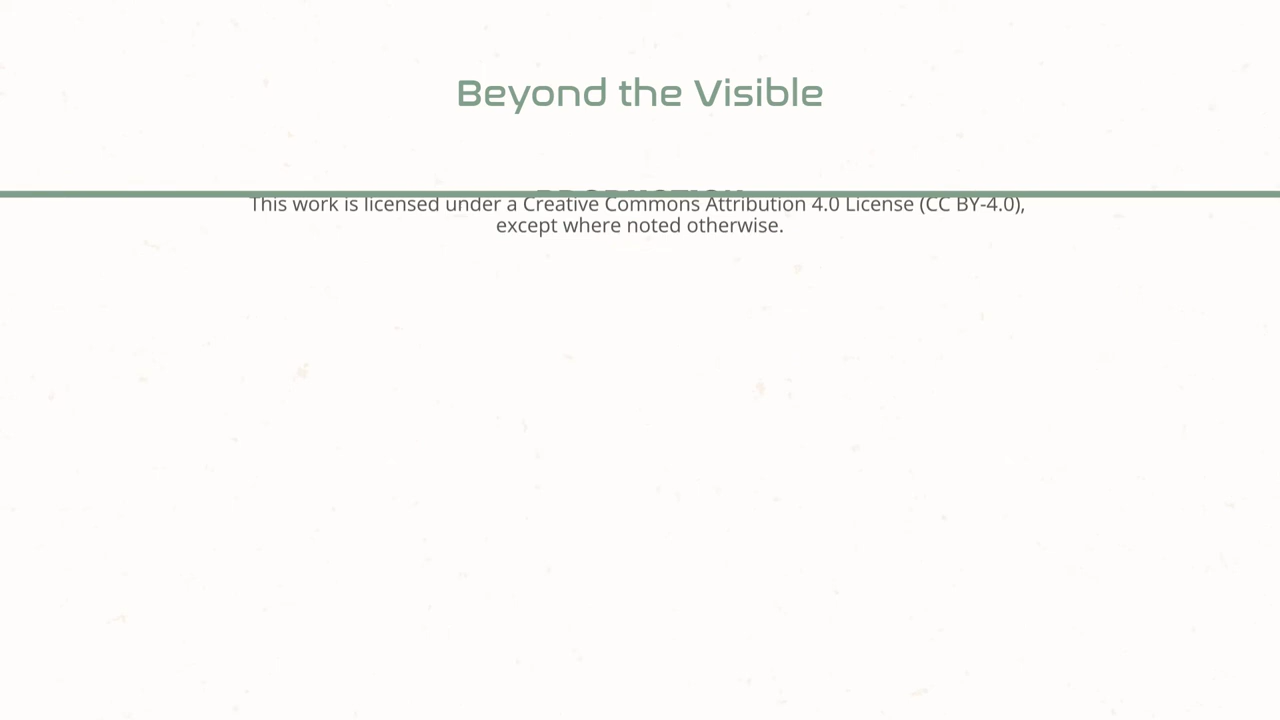 Beyond the Visible
This work is licensed under a Creative Commons Attribution 4.0 License (CC BY-4.0),
except where noted otherwise.